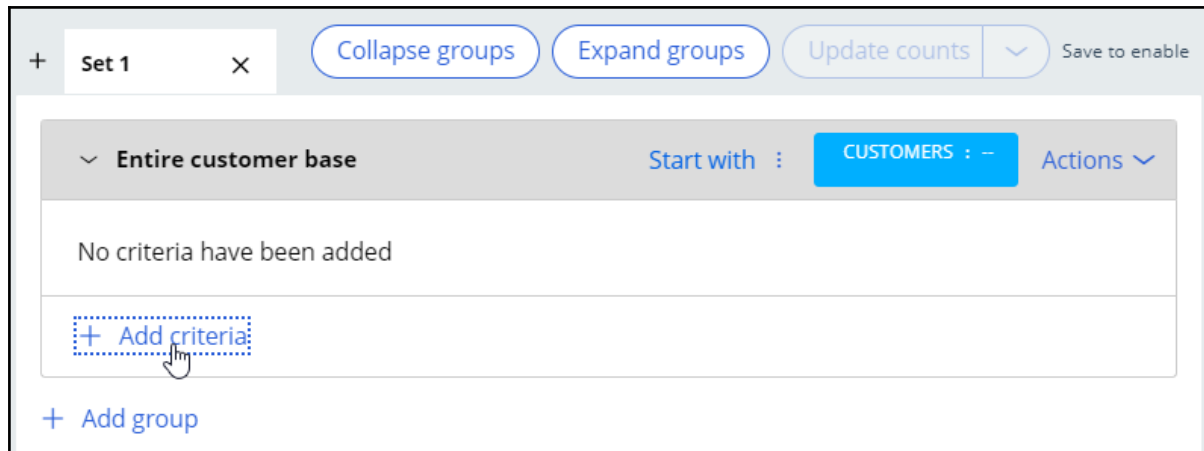 + Set 1 × Collapse groups Expand groups Update counts Save to enable
Entire customer base Start with ⋮ CUSTOMERS : -- Actions
No criteria have been added
+ Add criteria
+ Add group